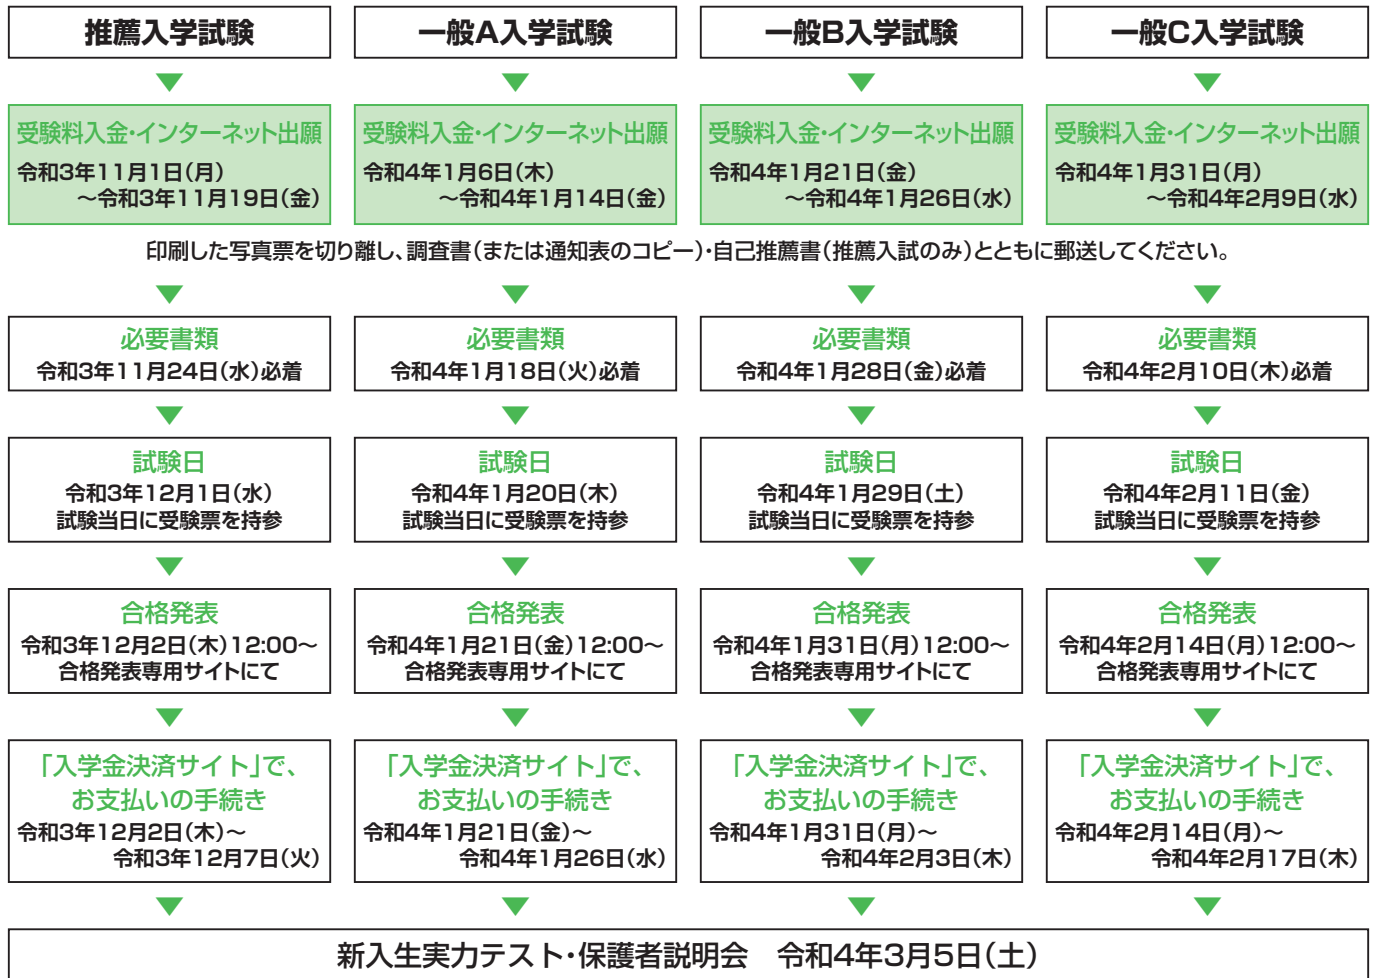 推薦入学試験
一般A入学試験
一般B入学試験
一般C入学試験
受験料入金・インターネット出願
令和3年11月1日(月)
～令和3年11月19日(金)
受験料入金・インターネット出願
令和4年1月6日(木)
～令和4年1月14日(金)
受験料入金・インターネット出願
令和4年1月21日(金)
～令和4年1月26日(水)
受験料入金・インターネット出願
令和4年1月31日(月)
～令和4年2月9日(水)
印刷した写真票を切り離し、調査書(または通知表のコピー)・自己推薦書(推薦入試のみ)とともに郵送してください。
必要書類
令和3年11月24日(水)必着
必要書類
令和4年1月18日(火)必着
必要書類
令和4年1月28日(金)必着
必要書類
令和4年2月10日(木)必着
試験日
令和3年12月1日(水)
試験当日に受験票を持参
試験日
令和4年1月20日(木)
試験当日に受験票を持参
試験日
令和4年1月29日(土)
試験当日に受験票を持参
試験日
令和4年2月11日(金)
試験当日に受験票を持参
合格発表
令和3年12月2日(木)12:00～
合格発表専用サイトにて
合格発表
令和4年1月21日(金)12:00～
合格発表専用サイトにて
合格発表
令和4年1月31日(月)12:00～
合格発表専用サイトにて
合格発表
令和4年2月14日(月)12:00～
合格発表専用サイトにて
「入学金決済サイト」で、
お支払いの手続き
令和3年12月2日(木)～
令和3年12月7日(火)
「入学金決済サイト」で、
お支払いの手続き
令和4年1月21日(金)～
令和4年1月26日(水)
「入学金決済サイト」で、
お支払いの手続き
令和4年1月31日(月)～
令和4年2月3日(木)
「入学金決済サイト」で、
お支払いの手続き
令和4年2月14日(月)～
令和4年2月17日(木)
新入生実力テスト・保護者説明会　令和4年3月5日(土)